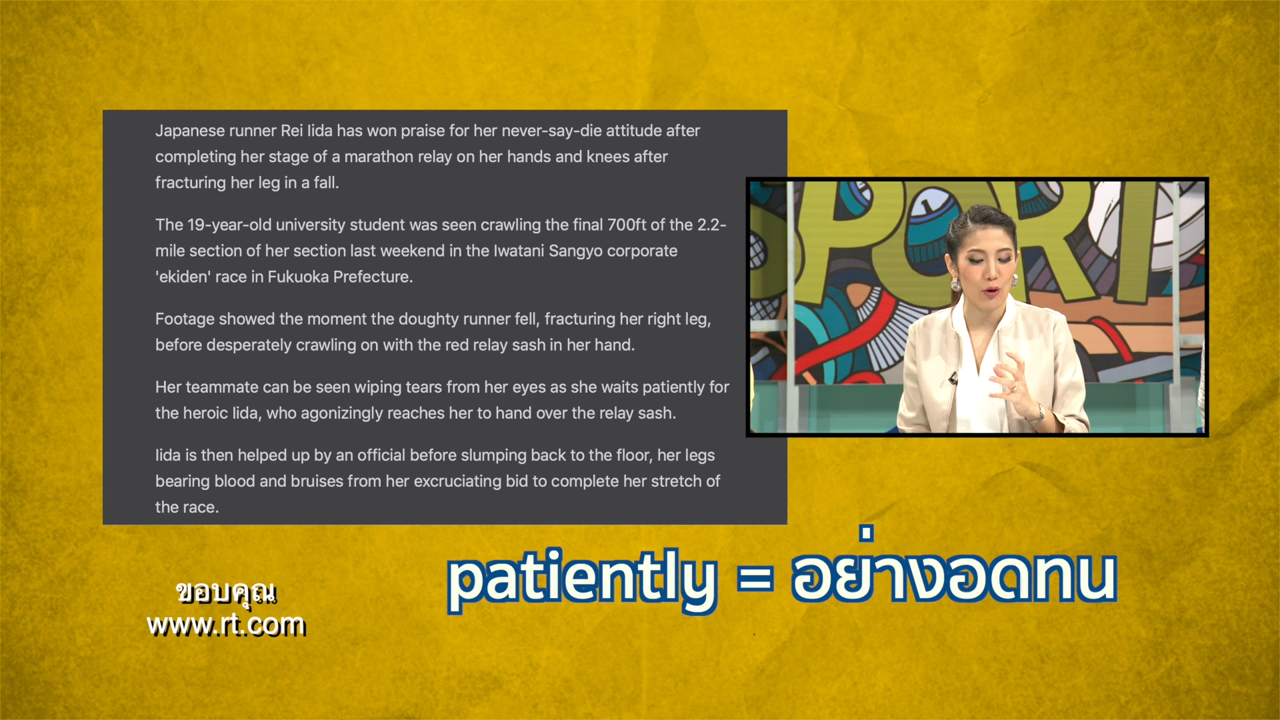 Japanese runner Rei Iida has won praise for her never-say-die attitude after
completing her stage of a marathon relay on her hands and knees after
fracturing her leg in a fall.
The 19-year-old university student was seen crawling the final 700ft of the 2.2-
mile section of her section last weekend in the Iwatani Sangyo corporate
'ekiden' race in Fukuoka Prefecture.
Footage showed the moment the doughty runner fell, fracturing her right leg,
before desperately crawling on with the red relay sash in her hand.
Her teammate can be seen wiping tears from her eyes as she waits patiently for
the heroic Iida, who agonizingly reaches her to hand over the relay sash.
Iida is then helped up by an official before slumping back to the floor, her legs
bearing blood and bruises from her excruciating bid to complete her stretch of
the race.
SPORT
patiently = อย่างอดทน
ขอบคุณ
www.rt.com